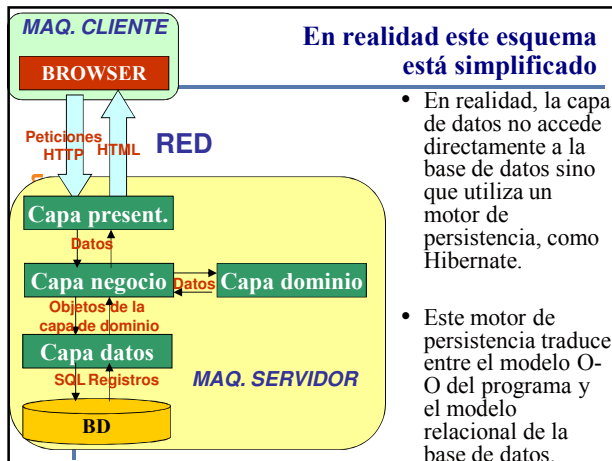 MAQ. CLIENTE
BROWSER
Peticiones
HTTP
HTML
RED
Capa present.
Datos
Capa negocio
Datos
Capa dominio
Objetos de la
capa de dominio
Capa datos
SQL
Registros
MAQ. SERVIDOR
BD
En realidad este esquema
está simplificado
• En realidad, la capa
de datos no accede
directamente a la
base de datos sino
que utiliza un
motor de
persistencia, como
Hibernate.
• Este motor de
persistencia traduce
entre el modelo O-
O del programa y
el modelo
relacional de la
base de datos.